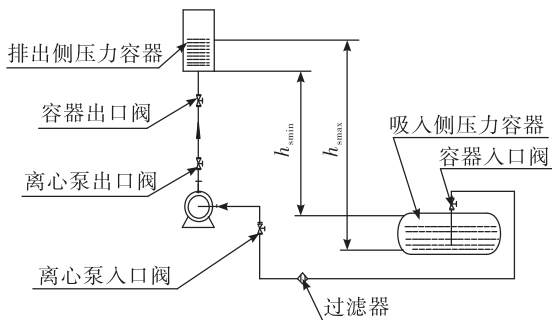 排出侧压力容器
容器出口阀
离心泵出口阀
离心泵入口阀
hsmin
hsmax
吸入侧压力容器
容器入口阀
过滤器